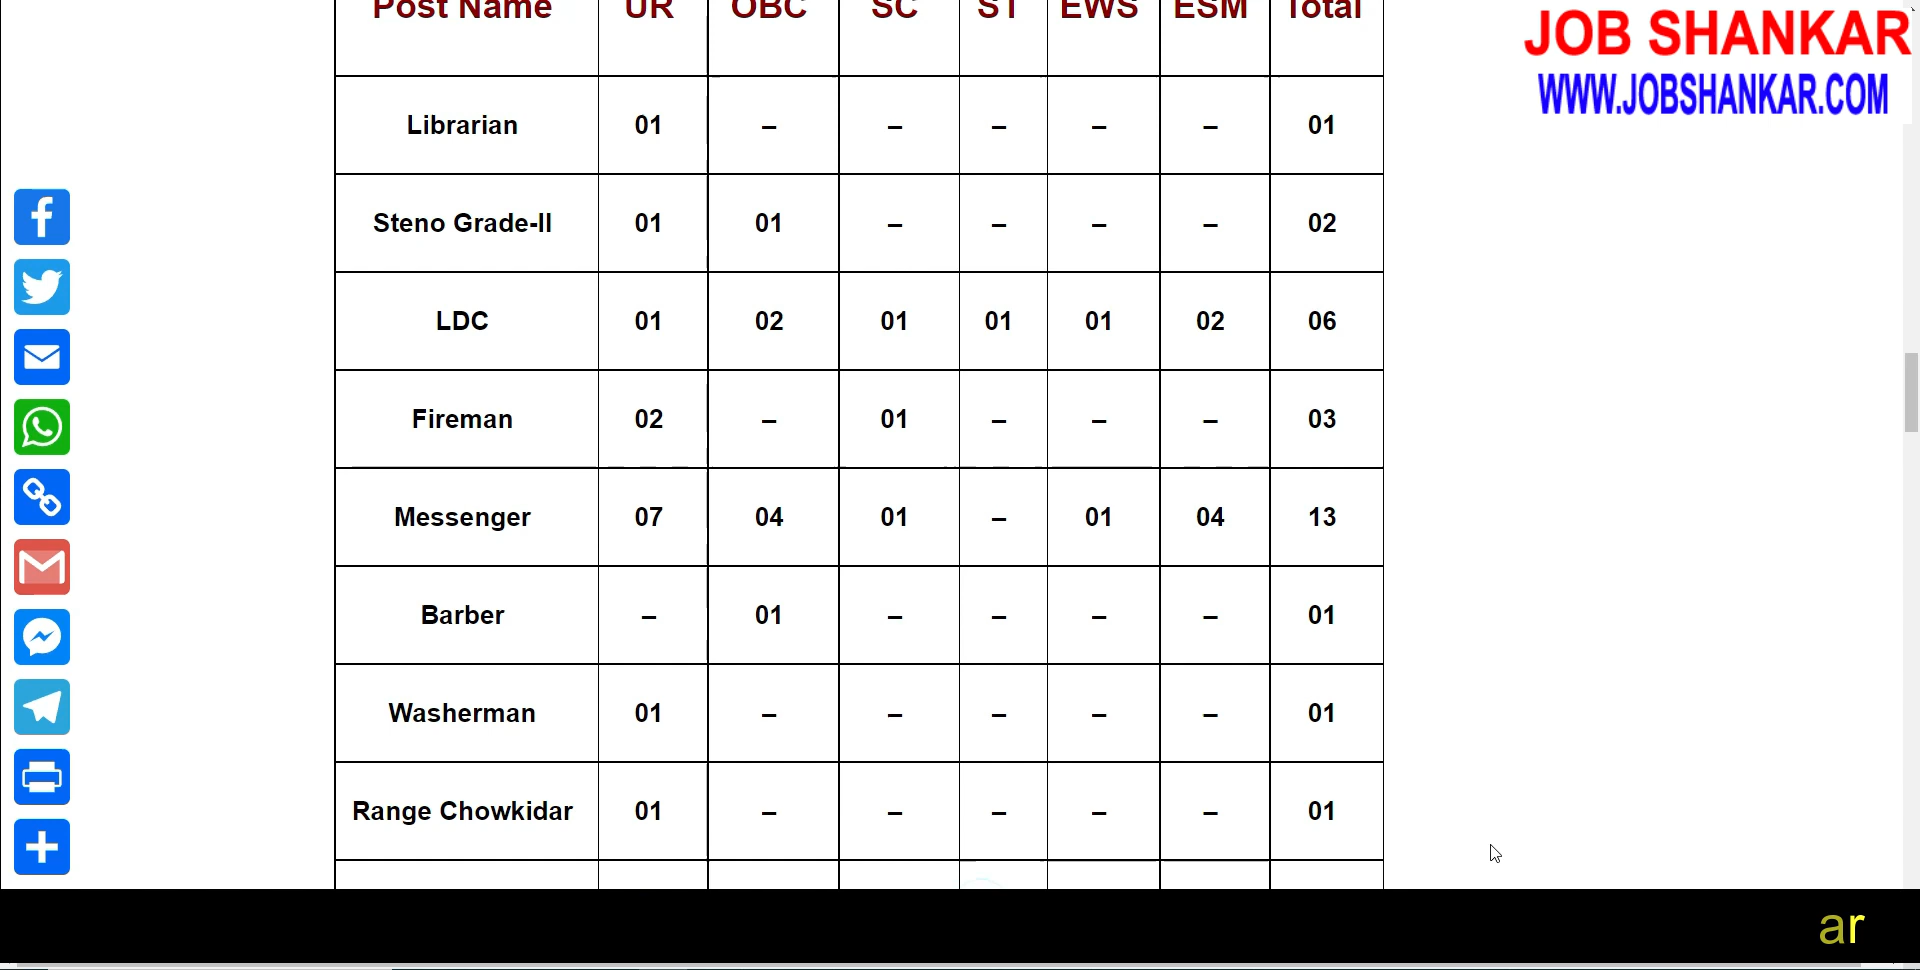 Post Name UR OBC SC ST EWS ESM Total
JOB SHANKAR
WWW.JOBSHANKAR.COM
Librarian 01 – – – – – 01
Steno Grade-II 01 01 – – – – 02
LDC 01 02 01 01 01 02 06
Fireman 02 – 01 – – – 03
Messenger 07 04 01 – 01 04 13
Barber – 01 – – – – 01
Washerman 01 – – – – – 01
Range Chowkidar 01 – – – – – 01
ar